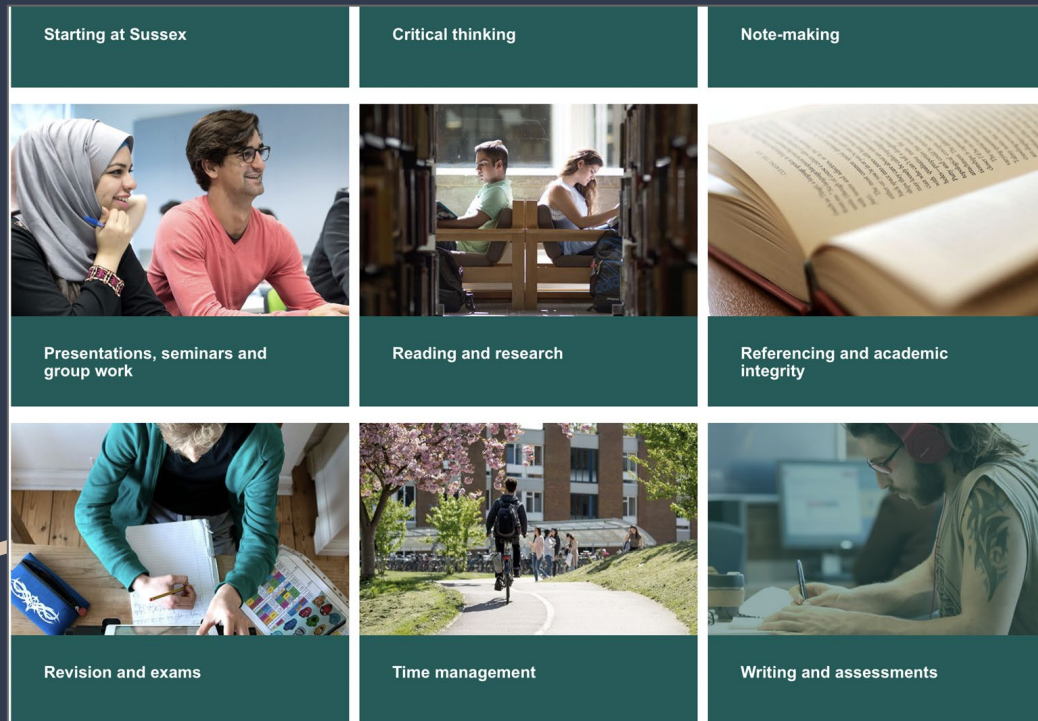 Starting at Sussex
Critical thinking
Note-making
Presentations, seminars and
group work
Reading and research
Referencing and academic
integrity
Revision and exams
Time management
Writing and assessments